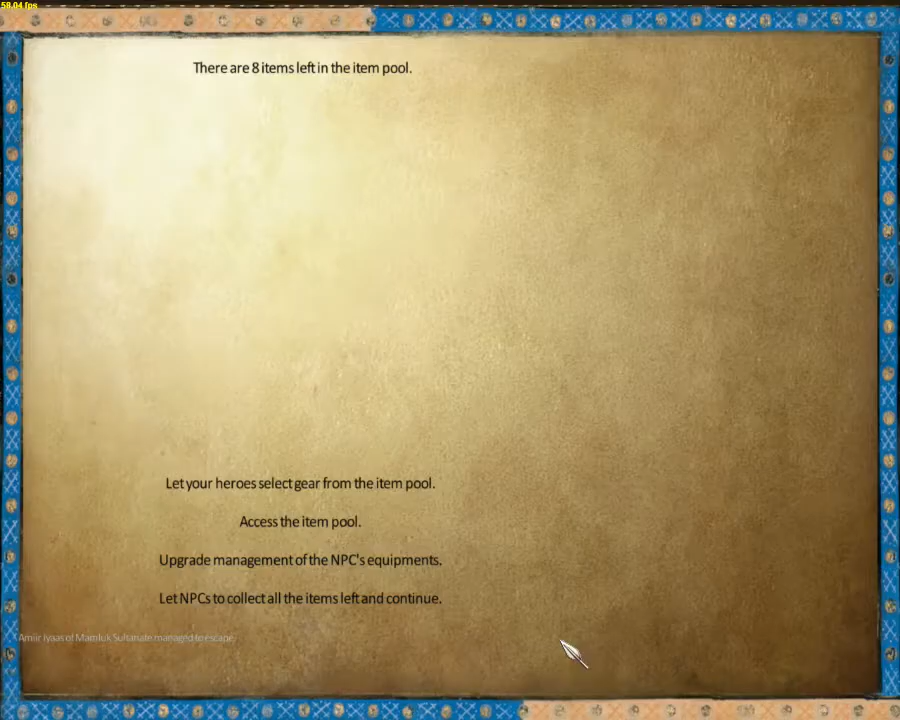 58.04 fps
There are 8 items left in the item pool.
Let your heroes select gear from the item pool.
Access the item pool.
Upgrade management of the NPC's equipments.
Let NPCs to collect all the items left and continue.
Amir Iyaas of Mamluk Sultanate managed to escape.